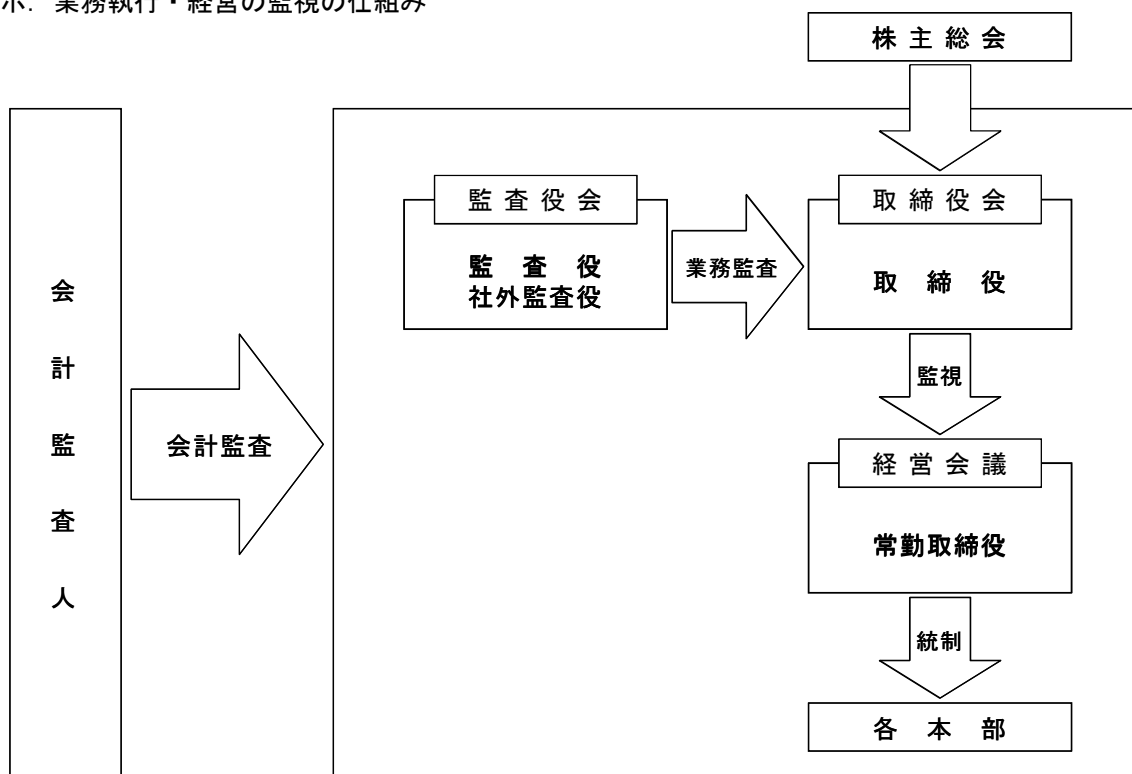 ホ．業務執行・経営の監視の仕組み
株主総会
監査役会
取締役会
監査役
社外監査役
業務監査
取締役
会計監査人
会計監査
監視
経営会議
常勤取締役
統制
各本部